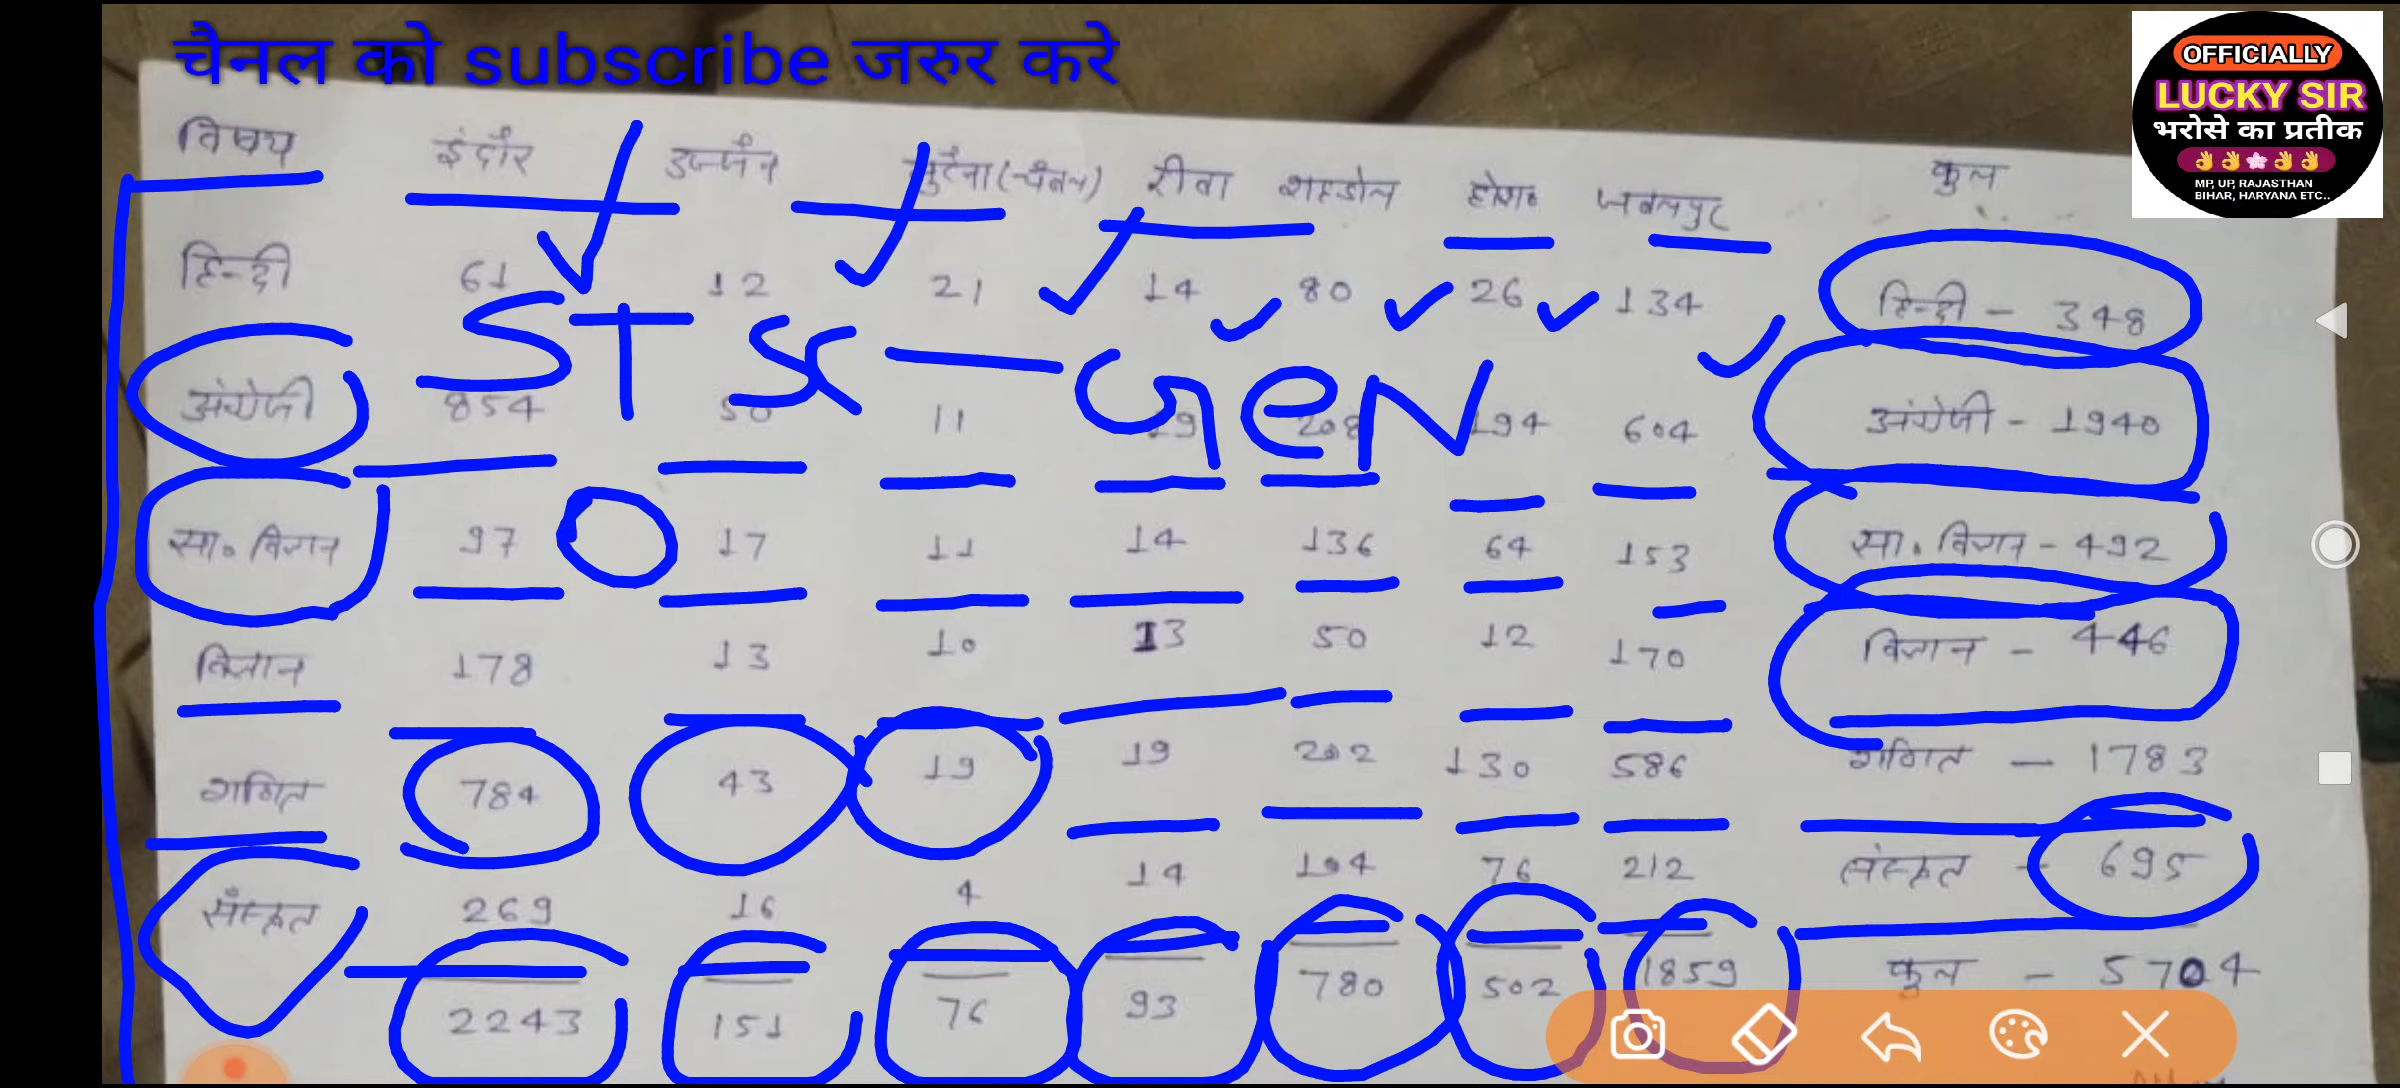 चैनल को subscribe जरुर करे
OFFICIALLY
LUCKY SIR
भरोसे का प्रतीक
MP, UP, RAJASTHAN
BIHAR, HARYANA ETC..
विषय इंदौर उज्जैन मुरैना (चंबल) रीवा शहडोल होश० जबलपुर कुल
हिन्दी 61 12 21 14 80 26 134 हिन्दी - 348
ST SC GeN
अंग्रेजी 854 50 11 19 208 194 604 अंग्रेजी - 1940
सा० विज्ञान 97 17 11 14 136 64 153 सा. विज्ञान - 492
विज्ञान 178 13 10 13 50 12 170 विज्ञान - 446
गणित 784 43 19 19 202 130 586 गणित - 1783
संस्कृत 269 16 4 14 104 76 212 संस्कृत - 695
2243 151 76 93 780 502 1859 कुल - 5704